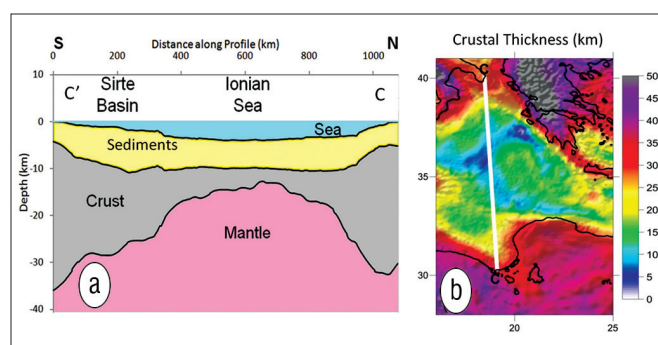 S
Distance along Profile (km)
N
0 200 400 600 800 1000
10
0
-10
-20
-30
-40
Depth (km)
C'
Sirte
Basin
Ionian
Sea
C
Sea
Sediments
Crust
Mantle
a
Crustal Thickness (km)
40
35
30
20 25
C
C'
b
50
45
40
35
30
25
20
15
10
5
0